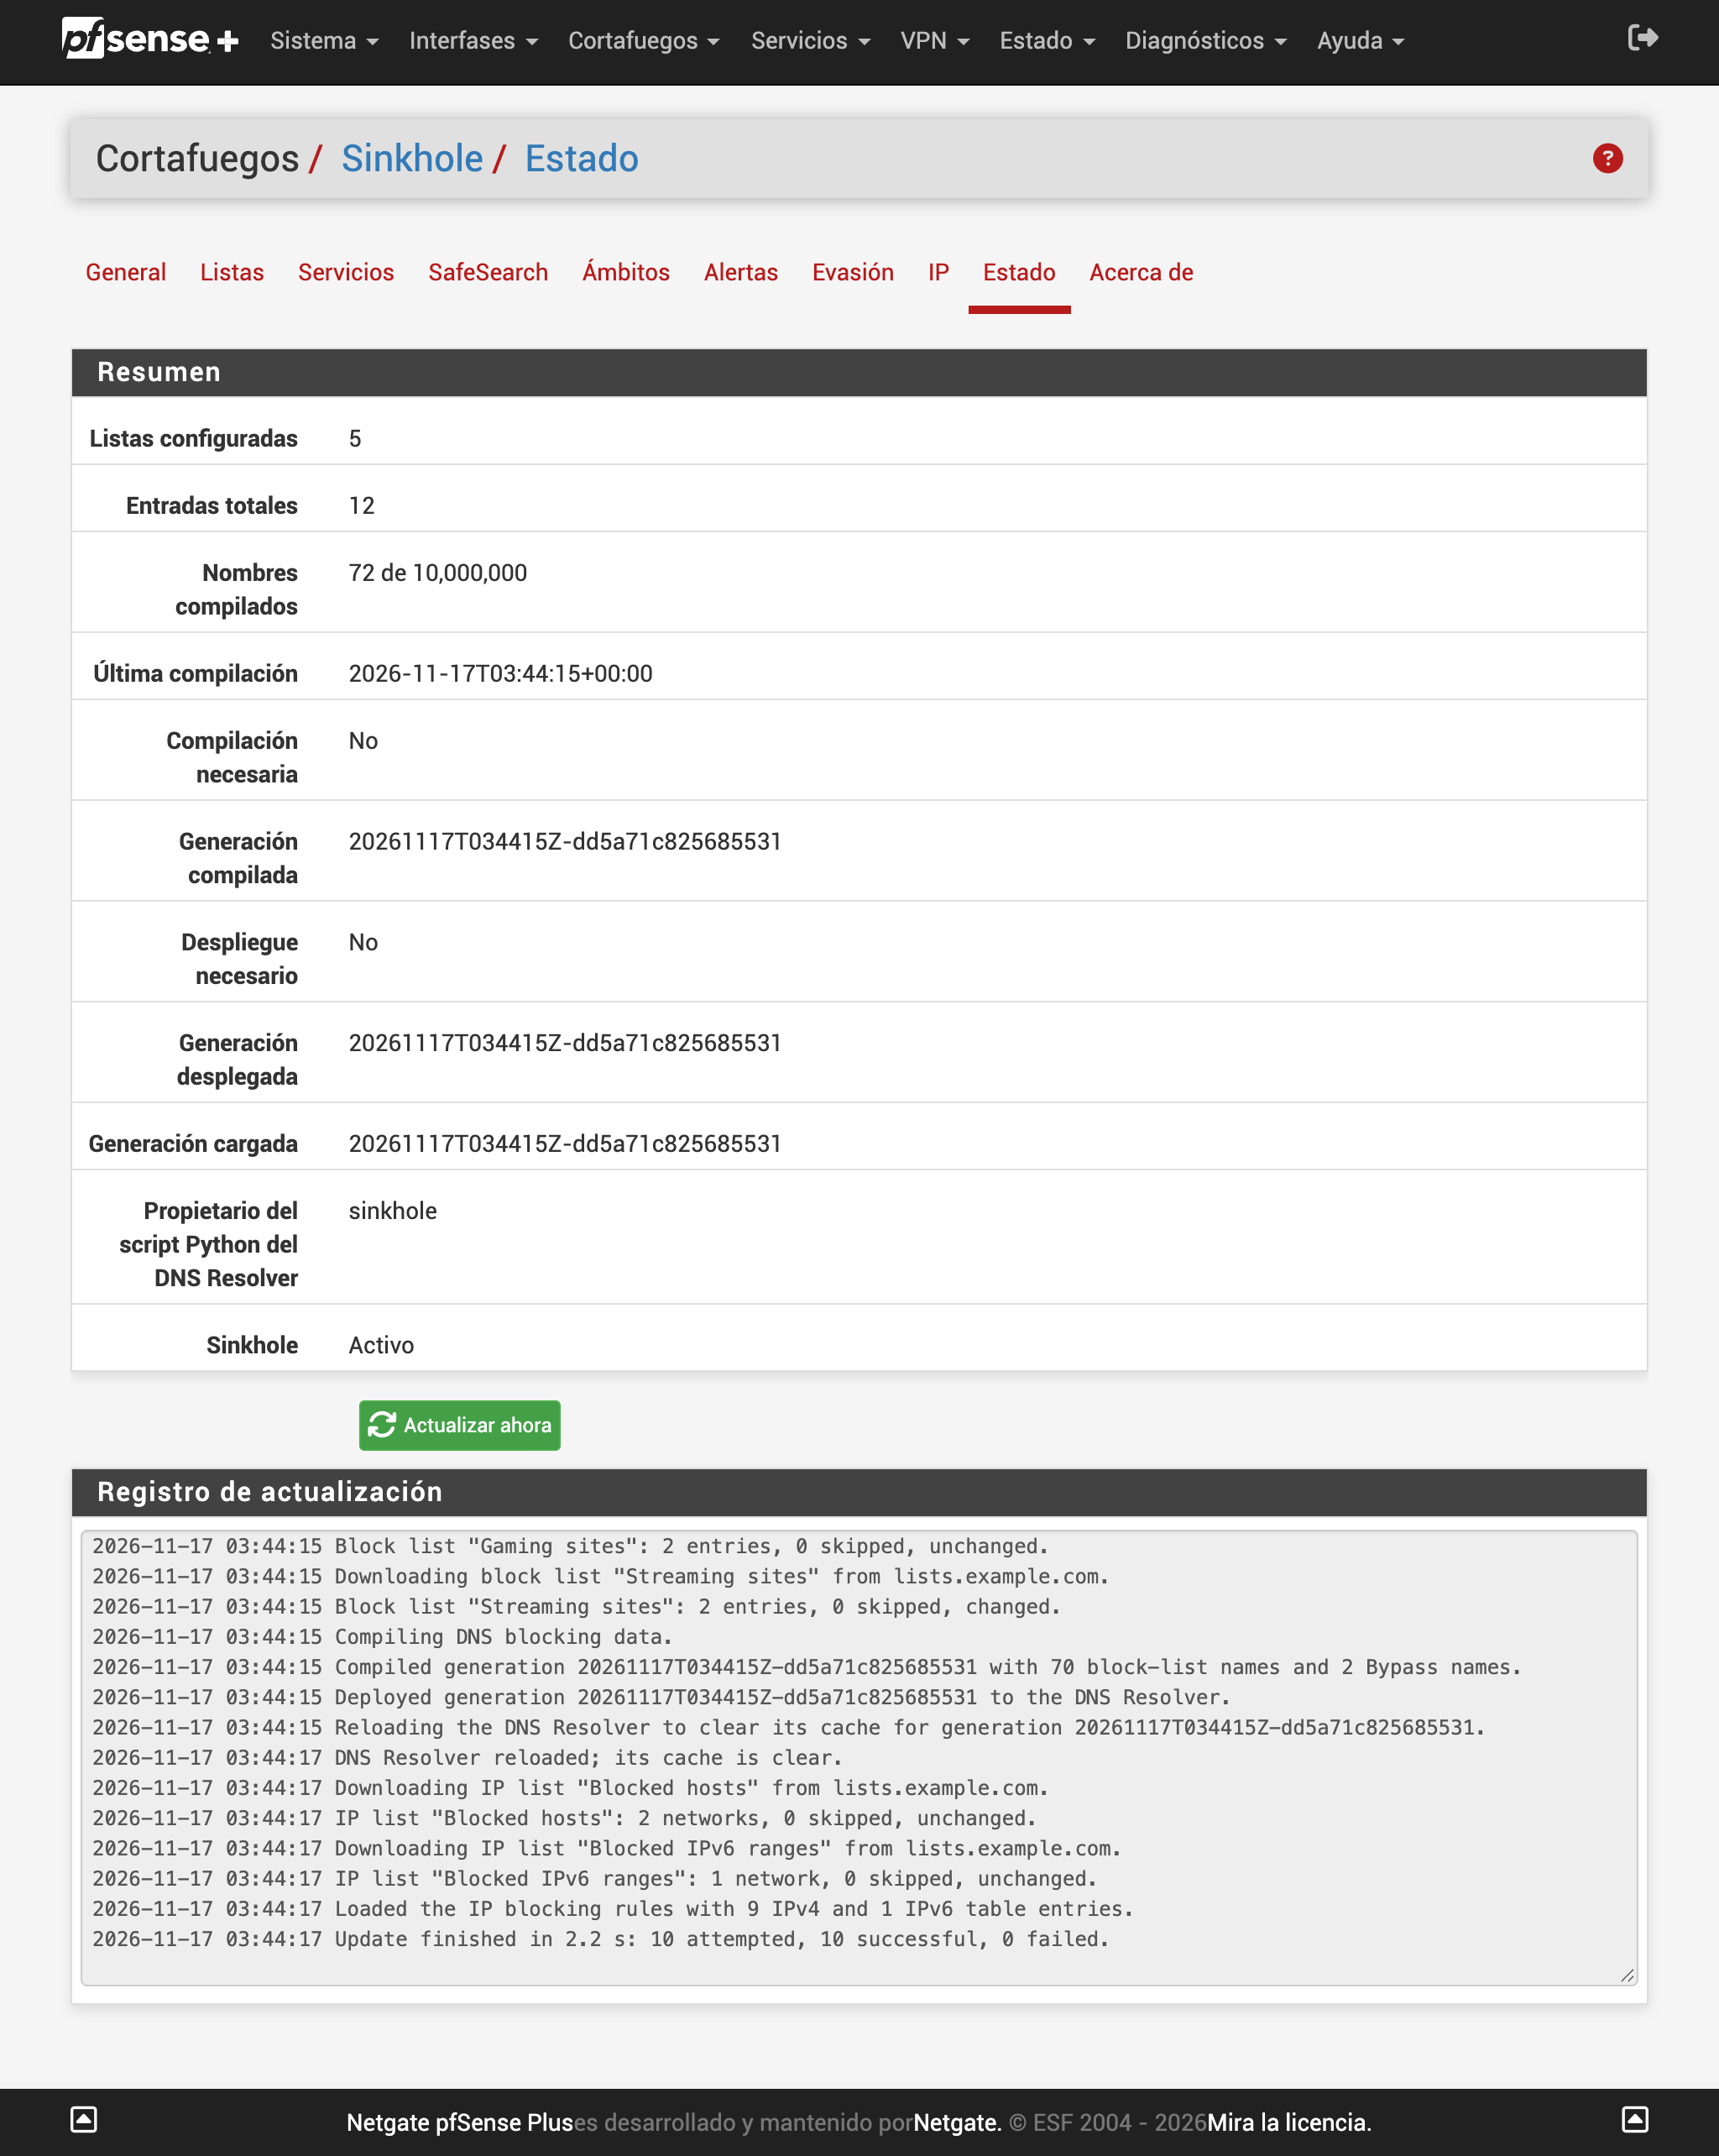 pfsense +
Sistema Interfases Cortafuegos Servicios VPN Estado Diagnósticos Ayuda
Cortafuegos / Sinkhole / Estado
?
General Listas Servicios SafeSearch Ámbitos Alertas Evasión IP Estado Acerca de
Resumen
Listas configuradas 5
Entradas totales 12
Nombres compilados 72 de 10,000,000
Última compilación 2026-11-17T03:44:15+00:00
Compilación necesaria No
Generación compilada 20261117T034415Z-dd5a71c825685531
Despliegue necesario No
Generación desplegada 20261117T034415Z-dd5a71c825685531
Generación cargada 20261117T034415Z-dd5a71c825685531
Propietario del script Python del DNS Resolver sinkhole
Sinkhole Activo
Actualizar ahora
Registro de actualización
2026-11-17 03:44:15 Block list "Gaming sites": 2 entries, 0 skipped, unchanged.
2026-11-17 03:44:15 Downloading block list "Streaming sites" from lists.example.com.
2026-11-17 03:44:15 Block list "Streaming sites": 2 entries, 0 skipped, changed.
2026-11-17 03:44:15 Compiling DNS blocking data.
2026-11-17 03:44:15 Compiled generation 20261117T034415Z-dd5a71c825685531 with 70 block-list names and 2 Bypass names.
2026-11-17 03:44:15 Deployed generation 20261117T034415Z-dd5a71c825685531 to the DNS Resolver.
2026-11-17 03:44:15 Reloading the DNS Resolver to clear its cache for generation 20261117T034415Z-dd5a71c825685531.
2026-11-17 03:44:17 DNS Resolver reloaded; its cache is clear.
2026-11-17 03:44:17 Downloading IP list "Blocked hosts" from lists.example.com.
2026-11-17 03:44:17 IP list "Blocked hosts": 2 networks, 0 skipped, unchanged.
2026-11-17 03:44:17 Downloading IP list "Blocked IPv6 ranges" from lists.example.com.
2026-11-17 03:44:17 IP list "Blocked IPv6 ranges": 1 network, 0 skipped, unchanged.
2026-11-17 03:44:17 Loaded the IP blocking rules with 9 IPv4 and 1 IPv6 table entries.
2026-11-17 03:44:17 Update finished in 2.2 s: 10 attempted, 10 successful, 0 failed.
Netgate pfSense Plus es desarrollado y mantenido por Netgate. © ESF 2004 - 2026 Mira la licencia.